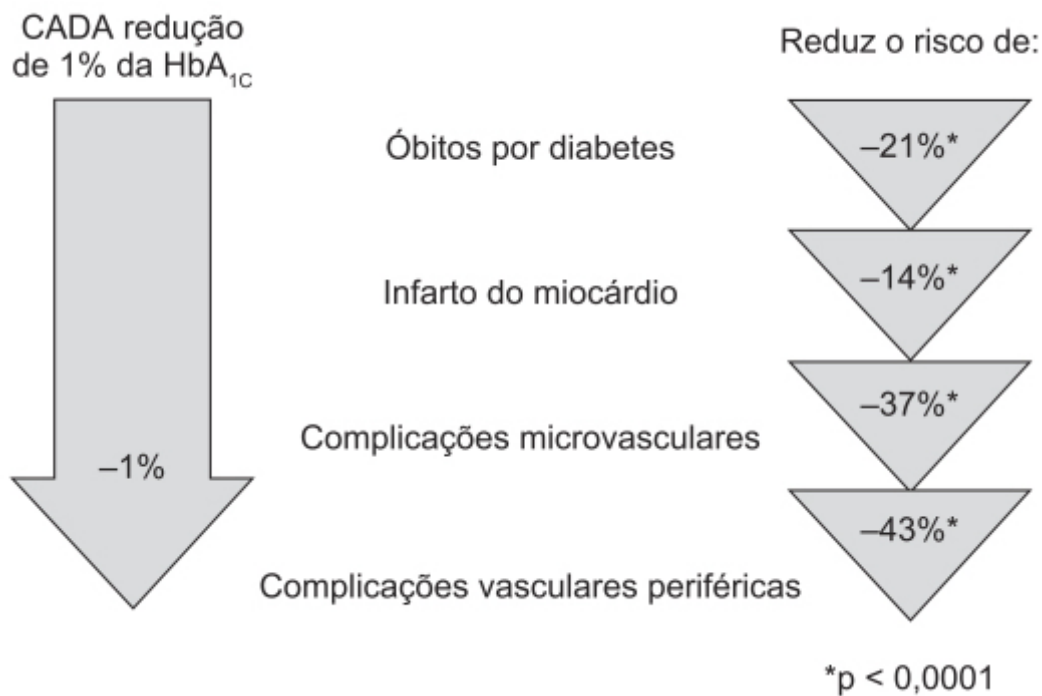 CADA redução
de 1% da HbA1C
Reduz o risco de:
Óbitos por diabetes
–21%*
Infarto do miocárdio
–14%*
Complicações microvasculares
–37%*
–1%
Complicações vasculares periféricas
–43%*
*p < 0,0001